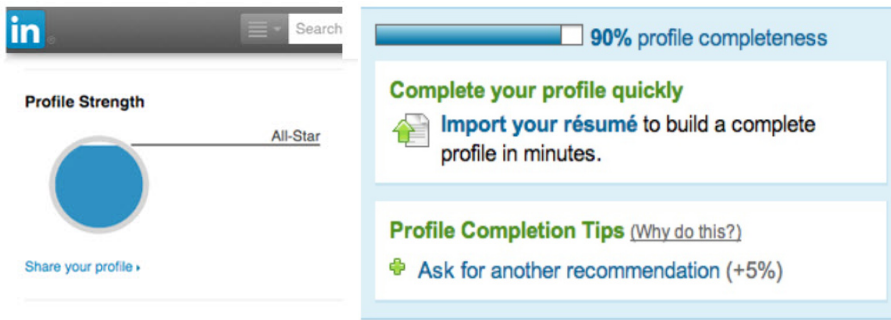 in
Search
Profile Strength
All-Star
Share your profile
90% profile completeness
Complete your profile quickly
Import your résumé to build a complete
profile in minutes.
Profile Completion Tips (Why do this?)
Ask for another recommendation (+5%)